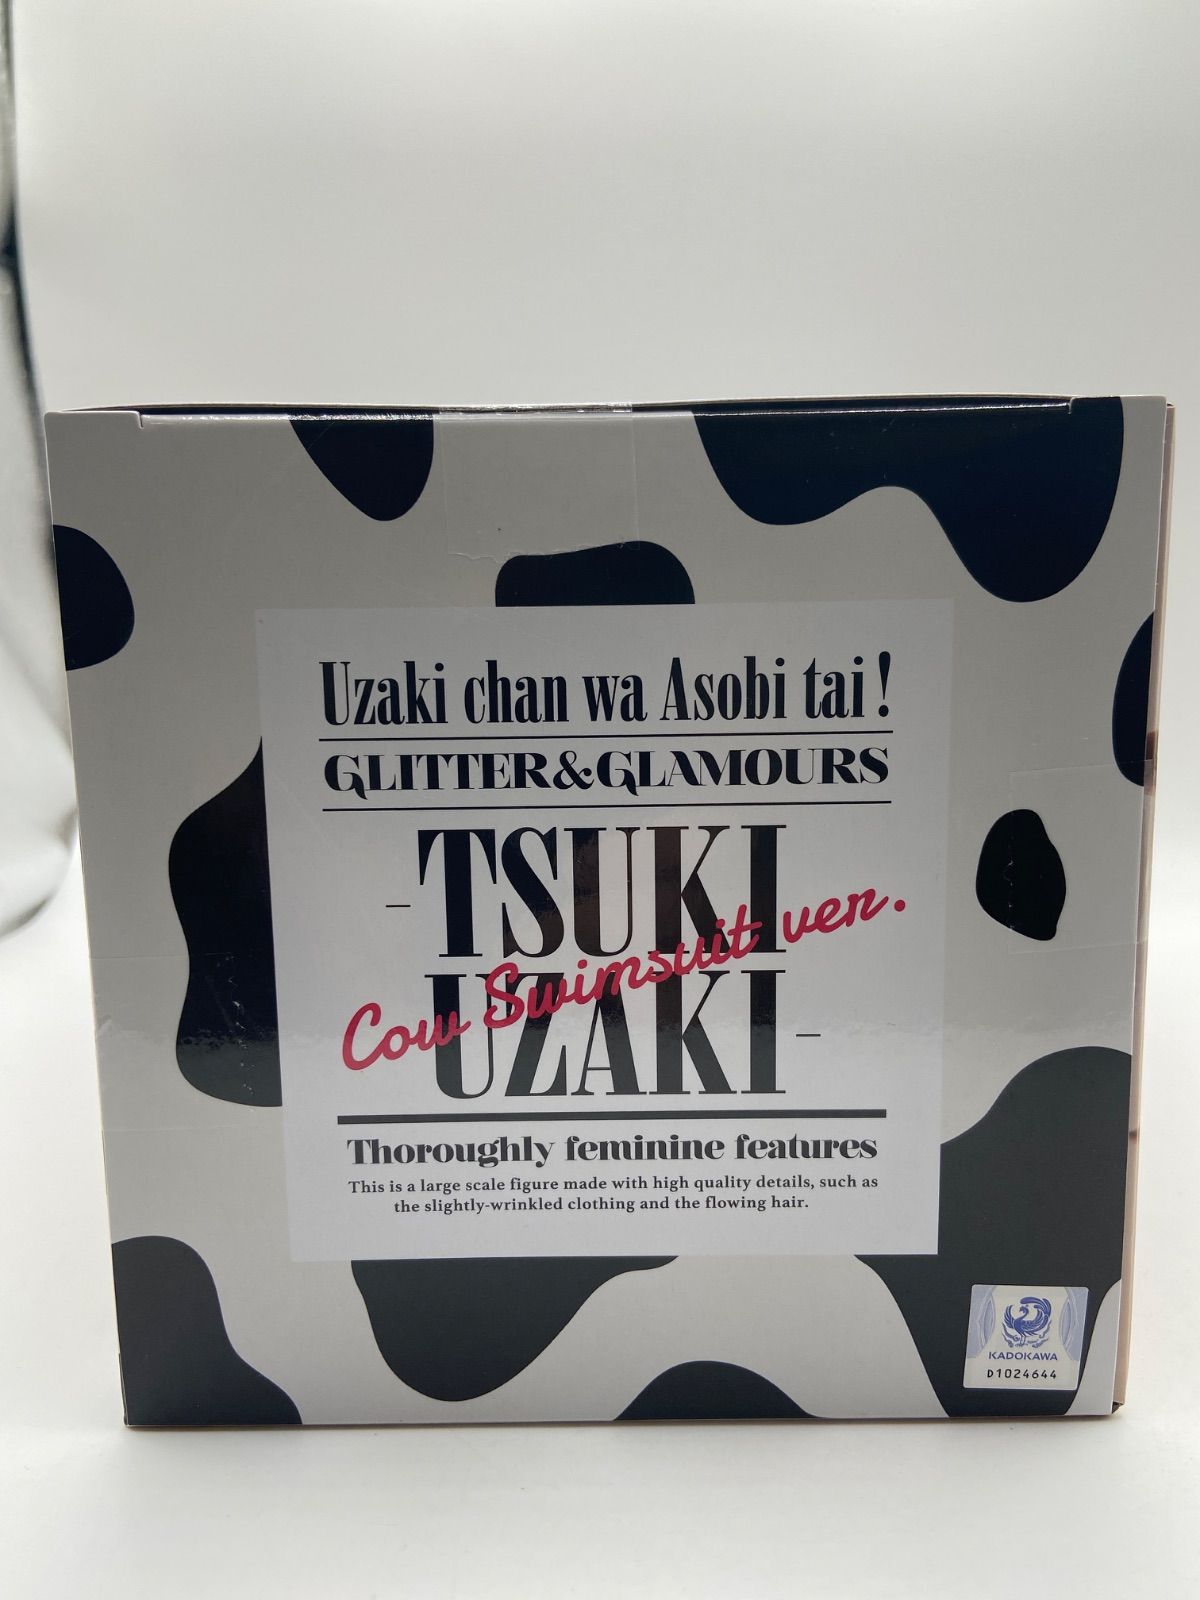 Uzaki chan wa Asobi tai!
GLITTER&GLAMOURS
-TSUKI
UZAKI-
Cow Swimsuit ver.
Thoroughly feminine features
This is a large scale figure made with high quality details, such as
the slightly-wrinkled clothing and the flowing hair.
KADOKAWA
D1024644